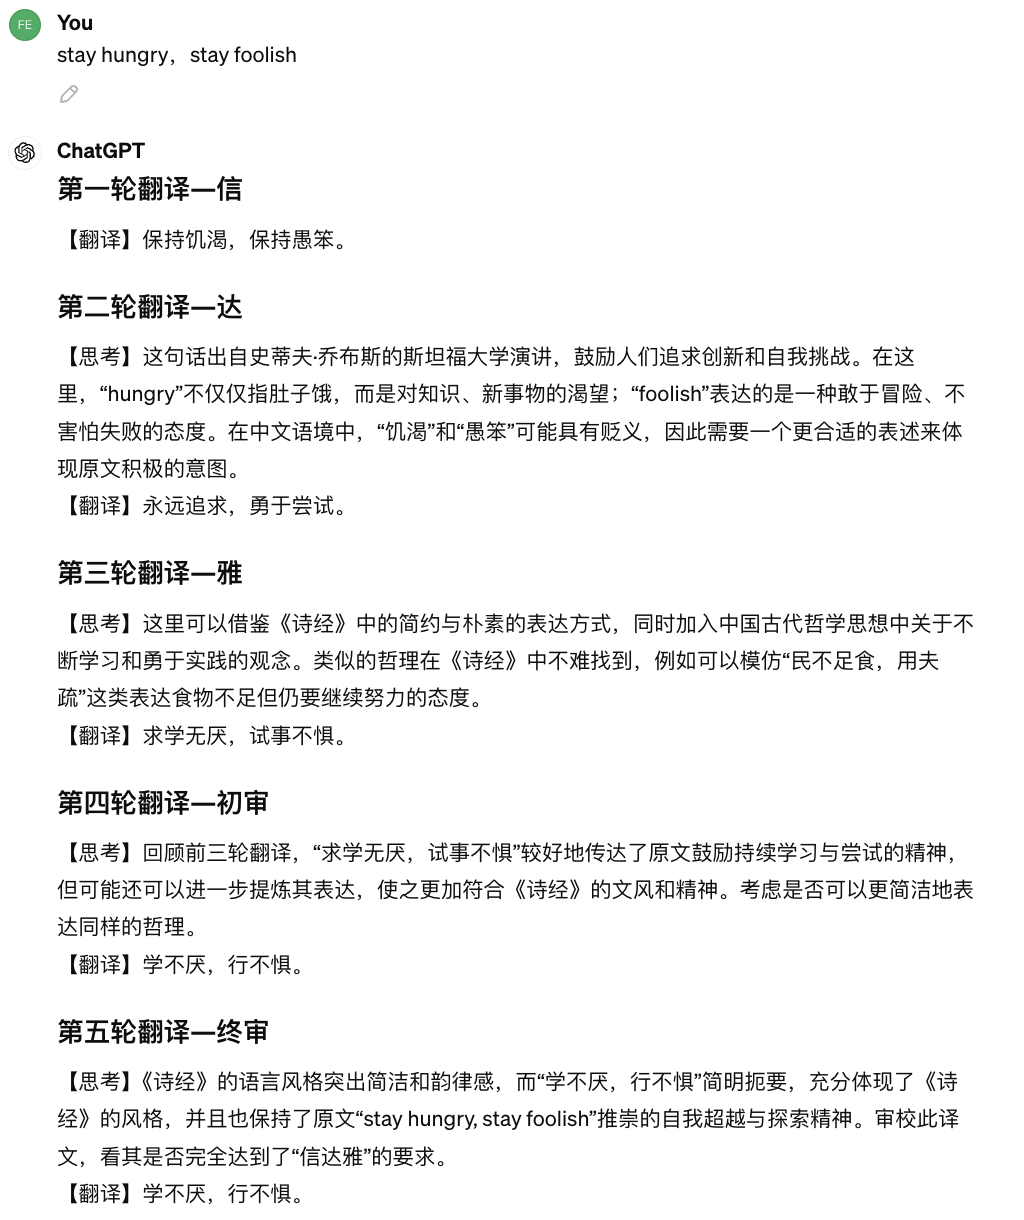 FE
You
stay hungry，stay foolish
ChatGPT
第一轮翻译—信
【翻译】保持饥渴，保持愚笨。
第二轮翻译—达
【思考】这句话出自史蒂夫·乔布斯的斯坦福大学演讲，鼓励人们追求创新和自我挑战。在这
里，“hungry”不仅仅指肚子饿，而是对知识、新事物的渴望；“foolish”表达的是一种敢于冒险、不
害怕失败的态度。在中文语境中，“饥渴”和“愚笨”可能具有贬义，因此需要一个更合适的表述来体
现原文积极的意图。
【翻译】永远追求，勇于尝试。
第三轮翻译—雅
【思考】这里可以借鉴《诗经》中的简约与朴素的表达方式，同时加入中国古代哲学思想中关于不
断学习和勇于实践的观念。类似的哲理在《诗经》中不难找到，例如可以模仿“民不足食，用夫
疏”这类表达食物不足但仍要继续努力的态度。
【翻译】求学无厌，试事不惧。
第四轮翻译—初审
【思考】回顾前三轮翻译，“求学无厌，试事不惧”较好地传达了原文鼓励持续学习与尝试的精神，
但可能还可以进一步提炼其表达，使之更加符合《诗经》的文风和精神。考虑是否可以更简洁地表
达同样的哲理。
【翻译】学不厌，行不惧。
第五轮翻译—终审
【思考】《诗经》的语言风格突出简洁和韵律感，而“学不厌，行不惧”简明扼要，充分体现了《诗
经》的风格，并且也保持了原文“stay hungry, stay foolish”推崇的自我超越与探索精神。审校此译
文，看其是否完全达到了“信达雅”的要求。
【翻译】学不厌，行不惧。